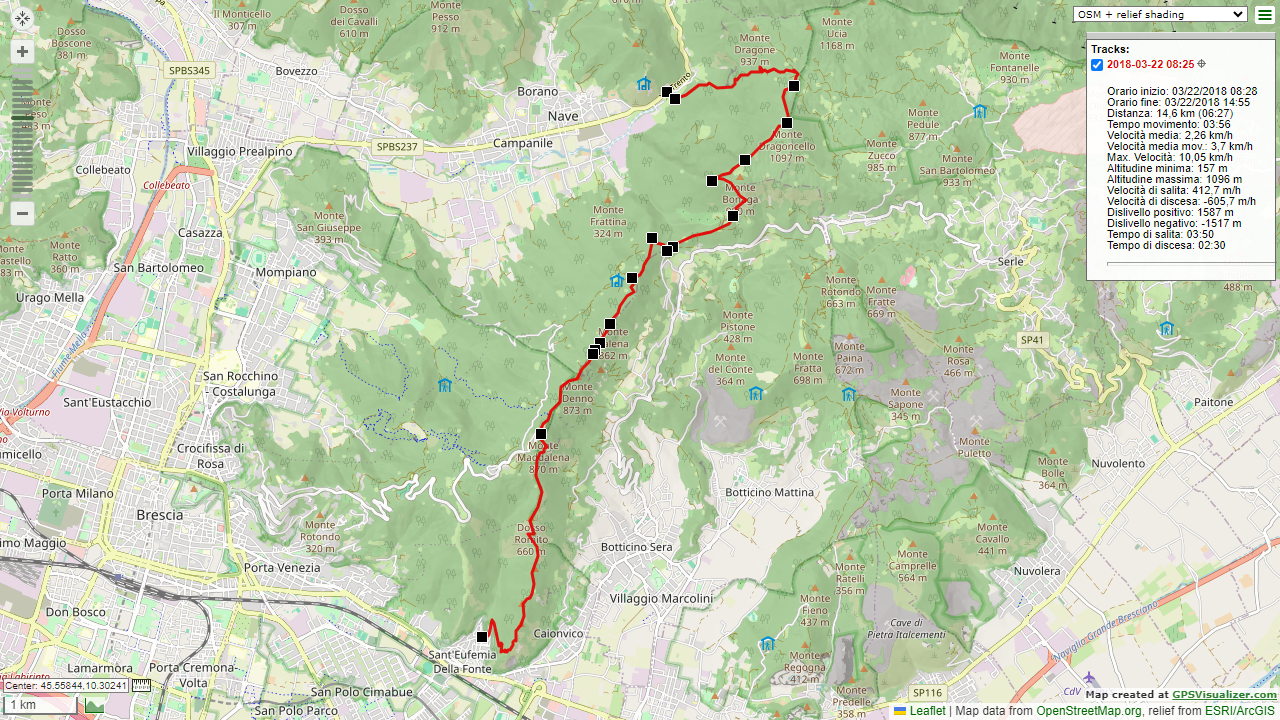 OSM + relief shading
Tracks:
2018-03-22 08:25
Orario inizio: 03/22/2018 08:28
Orario fine: 03/22/2018 14:55
Distanza: 14,6 km (06:27)
Tempo movimento: 03:56
Velocità media: 2,26 km/h
Velocità media mov.: 3,7 km/h
Max. Velocità: 10,05 km/h
Altitudine minima: 157 m
Altitudine massima: 1096 m
Velocità di salita: 412,7 m/h
Velocità di discesa: -605,7 m/h
Dislivello positivo: 1587 m
Dislivello negativo: -1517 m
Tempo di salita: 03:50
Tempo di discesa: 02:30
Il Monticello
307 m
Dosso
dei Cavalli
610 m
Monte
Pesso
912 m
Dosso
Boscone
381 m
SPBS345
Bovezzo
Borano
Nave
Trento
Monte
Dragone
937 m
Monte
Ucia
1168 m
Monte
Fontanelle
930 m
Monte
Pedule
877 m
Campanile
SPBS237
Villaggio Prealpino
Collebeato
Collebeato
Monte
Dragoncello
1097 m
Monte
Zucco
985 m
Monte
San Bartolomeo
933 m
Monte
San Giuseppe
393 m
Monte
Frattina
324 m
Monte
Casazza
Monte
Ratto
360 m
San Bartolomeo
Mompiano
Urago Mella
Serle
Monte
Rotondo
663 m
Monte
Fratte
669 m
488 m
Monte
Pistone
428 m
SP41
Monte
862 m
Monte
del Conte
364 m
Monte
Fratta
698 m
Monte
Paina
672 m
Monte
Rosa
466 m
San Rocchino
- Costalunga
Monte
Denno
873 m
Monte
Sapone
345 m
Paitone
Via Volturno
Sant'Eustacchio
Crocifissa di
Rosa
Monte
Maddalena
870 m
Monte
Puletto
Monte
Bolle
364 m
Nuvolento
Porta Milano
Brescia
Botticino Mattina
Monte
Rotondo
320 m
Dosso
Rom
660 m
Botticino Sera
Monte
Cavallo
441 m
Porta Venezia
Monte
Ratelli
356 m
Monte
Camprelle
564 m
Nuvolera
Don Bosco
Villaggio Marcolini
Monte
Fieno
437 m
Cave di
Pietra Italcementi
Naviglio Grande Bresciano
Caionvico
Sant'Eufemia
Della Fonte
Monte
Regogna
412 m
Lamarmora
Porta Cremona-
Volta
San Polo Cimabue
San Polo Parco
Monte
Predelle
358 m
SP116
CdV
Center: 45.55844,10.30241
1 km
Map created at GPSVisualizer.com
Leaflet | Map data from OpenStreetMap.org, relief from ESRI/ArcGIS